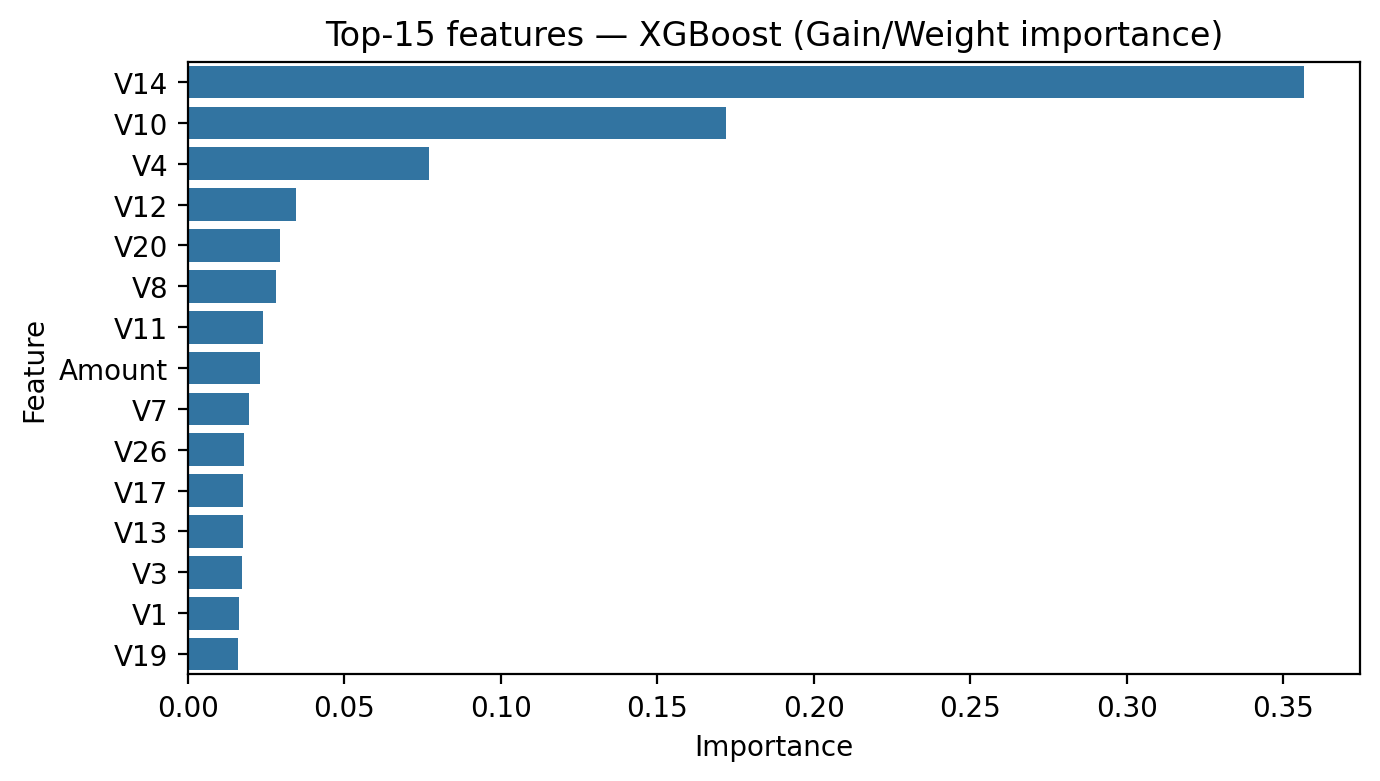 Top-15 features — XGBoost (Gain/Weight importance)
V14
V10
V4
V12
V20
V8
V11
Amount
V7
V26
V17
V13
V3
V1
V19
Feature
0.00 0.05 0.10 0.15 0.20 0.25 0.30 0.35
Importance